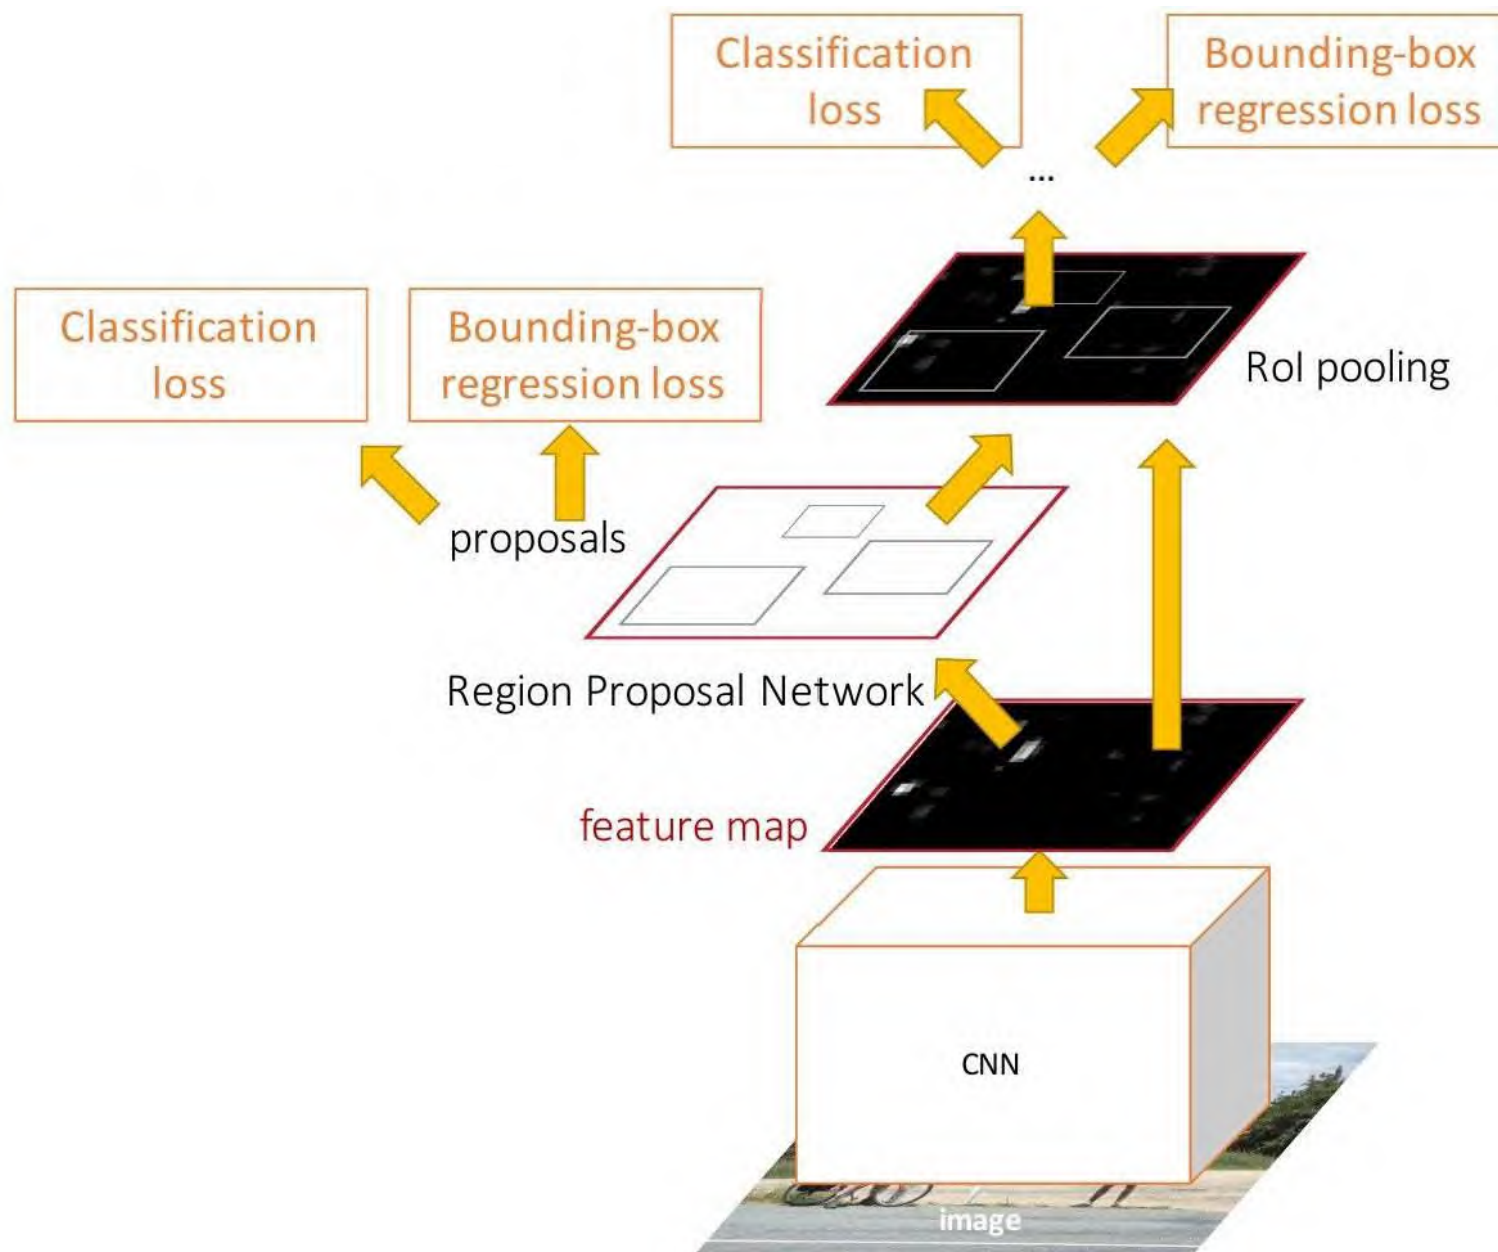 Classification
loss
Bounding-box
regression loss
...
Classification
loss
Bounding-box
regression loss
RoI pooling
proposals
Region Proposal Network
feature map
CNN
image